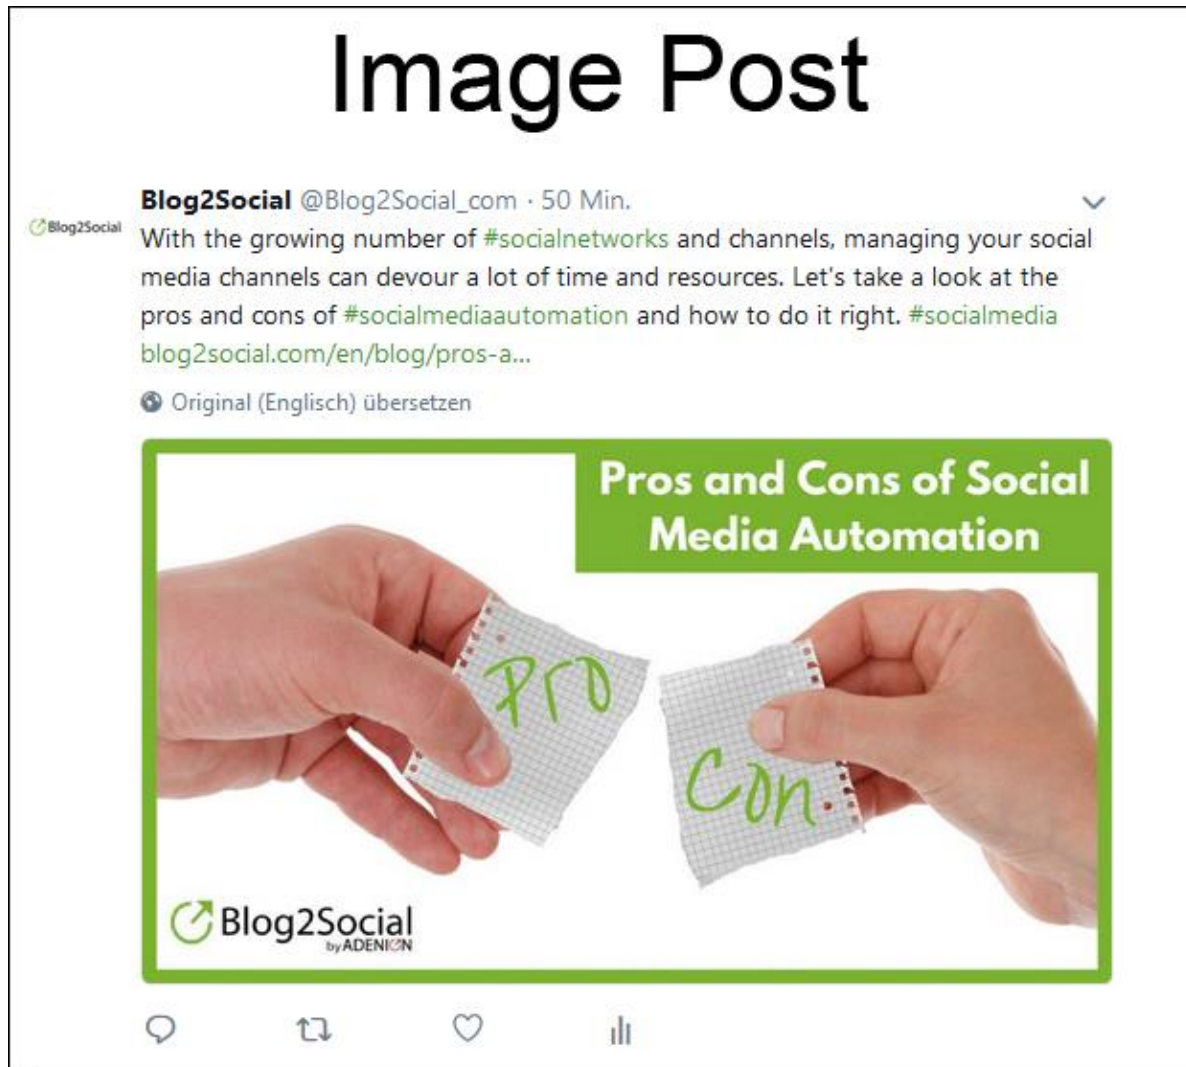 Image Post
Blog2Social @Blog2Social_com · 50 Min.
Blog2Social
With the growing number of #socialnetworks and channels, managing your social
media channels can devour a lot of time and resources. Let's take a look at the
pros and cons of #socialmediaautomation and how to do it right. #socialmedia
blog2social.com/en/blog/pros-a...
Original (Englisch) übersetzen
Pros and Cons of Social
Media Automation
Pro
Con
Blog2Social
by ADENION